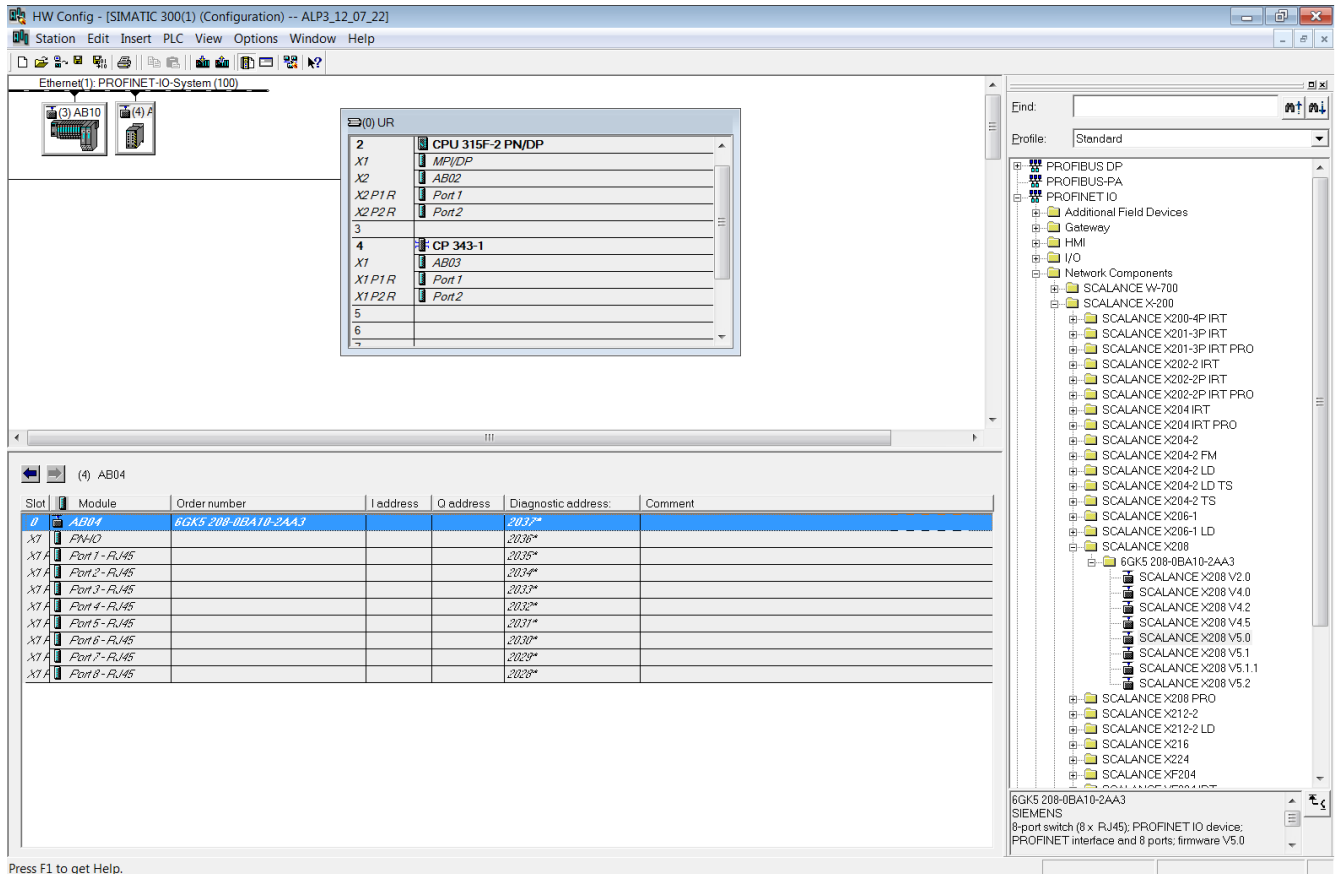 HW Config - [SIMATIC 300(1) (Configuration) -- ALP3_12_07_22]
Station Edit Insert PLC View Options Window Help
Ethernet(1): PROFINET-IO-System (100)
(3) AB10
(4) A
(0) UR
2 CPU 315F-2 PN/DP
X1 MPI/DP
X2 AB02
X2 P1 R Port 1
X2 P2 R Port 2
3
4 CP 343-1
X1 AB03
X1 P1 R Port 1
X1 P2 R Port 2
5
6
(4) AB04
Slot Module Order number I address Q address Diagnostic address: Comment
0 AB04 6GK5 208-0BA10-2AA3 2037*
X1 PN-IO 2036*
X1 P Port 1 - RJ45 2035*
X1 P Port 2 - RJ45 2034*
X1 P Port 3 - RJ45 2033*
X1 P Port 4 - RJ45 2032*
X1 P Port 5 - RJ45 2031*
X1 P Port 6 - RJ45 2030*
X1 P Port 7 - RJ45 2029*
X1 P Port 8 - RJ45 2028*
Find:
Profile: Standard
PROFIBUS DP
PROFIBUS-PA
PROFINET IO
Additional Field Devices
Gateway
HMI
I/O
Network Components
SCALANCE W-700
SCALANCE X-200
SCALANCE X200-4P IRT
SCALANCE X201-3P IRT
SCALANCE X201-3P IRT PRO
SCALANCE X202-2 IRT
SCALANCE X202-2P IRT
SCALANCE X202-2P IRT PRO
SCALANCE X204 IRT
SCALANCE X204 IRT PRO
SCALANCE X204-2
SCALANCE X204-2 FM
SCALANCE X204-2 LD
SCALANCE X204-2 LD TS
SCALANCE X204-2 TS
SCALANCE X206-1
SCALANCE X206-1 LD
SCALANCE X208
6GK5 208-0BA10-2AA3
SCALANCE X208 V2.0
SCALANCE X208 V4.0
SCALANCE X208 V4.2
SCALANCE X208 V4.5
SCALANCE X208 V5.0
SCALANCE X208 V5.1
SCALANCE X208 V5.1.1
SCALANCE X208 V5.2
SCALANCE X208 PRO
SCALANCE X212-2
SCALANCE X212-2 LD
SCALANCE X216
SCALANCE X224
SCALANCE XF204
6GK5 208-0BA10-2AA3
SIEMENS
8-port switch (8 x RJ45); PROFINET IO device;
PROFINET interface and 8 ports; firmware V5.0
Press F1 to get Help.